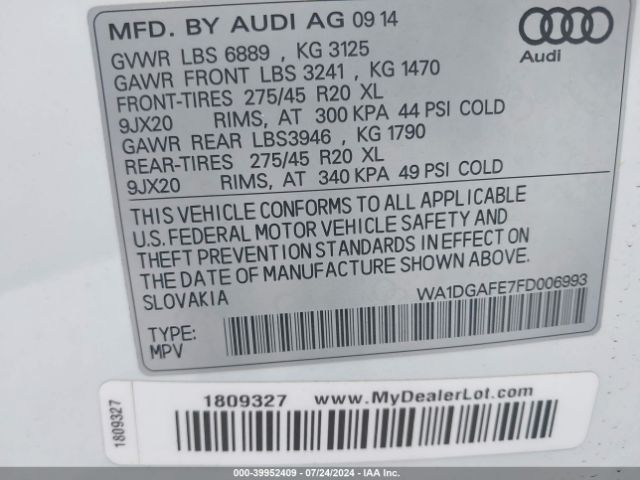 MFD. BY AUDI AG 09 14
GVWR LBS 6889 , KG 3125
GAWR FRONT LBS 3241 , KG 1470
FRONT-TIRES 275/45 R20 XL
9JX20 RIMS, AT 300 KPA 44 PSI COLD
GAWR REAR LBS3946 , KG 1790
REAR-TIRES 275/45 R20 XL
9JX20 RIMS, AT 340 KPA 49 PSI COLD
Audi
THIS VEHICLE CONFORMS TO ALL APPLICABLE
U.S. FEDERAL MOTOR VEHICLE SAFETY AND
THEFT PREVENTION STANDARDS IN EFFECT ON
THE DATE OF MANUFACTURE SHOWN ABOVE.
SLOVAKIA
WA1DGAFE7FD006993
TYPE:
MPV
1809327
1809327 www.MyDealerLot.com
000-39952409 - 07/24/2024 - IAA Inc.